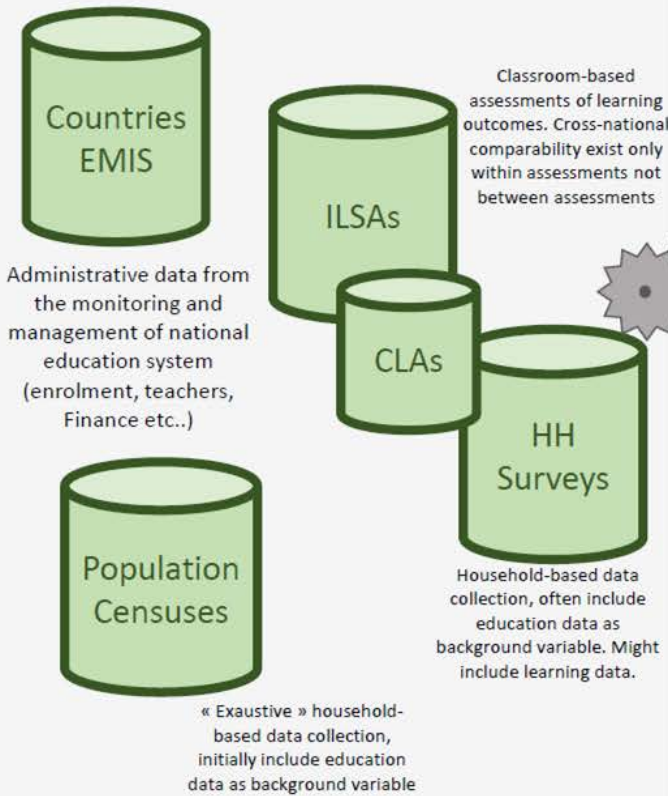 Countries
EMIS
Administrative data from
the monitoring and
management of national
education system
(enrolment, teachers,
Finance etc..)
ILSAs
Classroom-based
assessments of learning
outcomes. Cross-national
comparability exist only
within assessments not
between assessments
CLAs
HH
Surveys
Household-based data
collection, often include
education data as
background variable. Might
include learning data.
Population
Censuses
« Exaustive » household-
based data collection,
initially include education
data as background variable